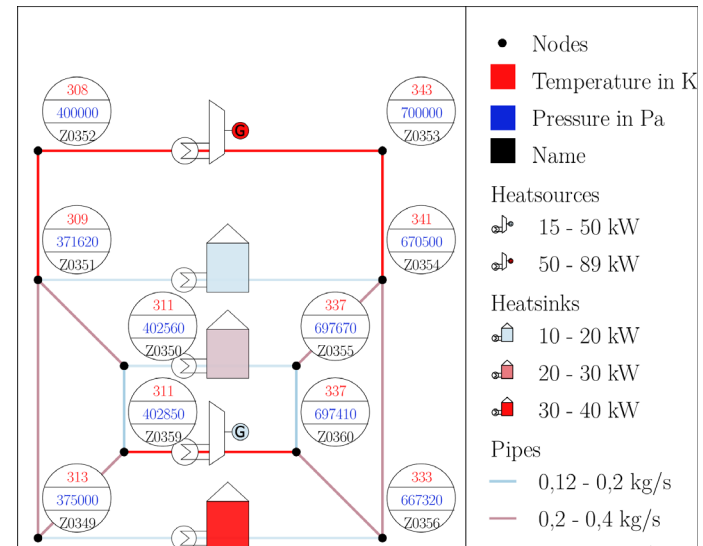 308
400000
Z0352
343
700000
Z0353
G
309
371620
Z0351
341
670500
Z0354
311
402560
Z0350
337
697670
Z0355
311
402850
Z0359
337
697410
Z0360
G
313
375000
Z0349
333
667320
Z0356
Nodes
Temperature in K
Pressure in Pa
Name
Heatsources
15 - 50 kW
50 - 89 kW
Heatsinks
10 - 20 kW
20 - 30 kW
30 - 40 kW
Pipes
0,12 - 0,2 kg/s
0,2 - 0,4 kg/s